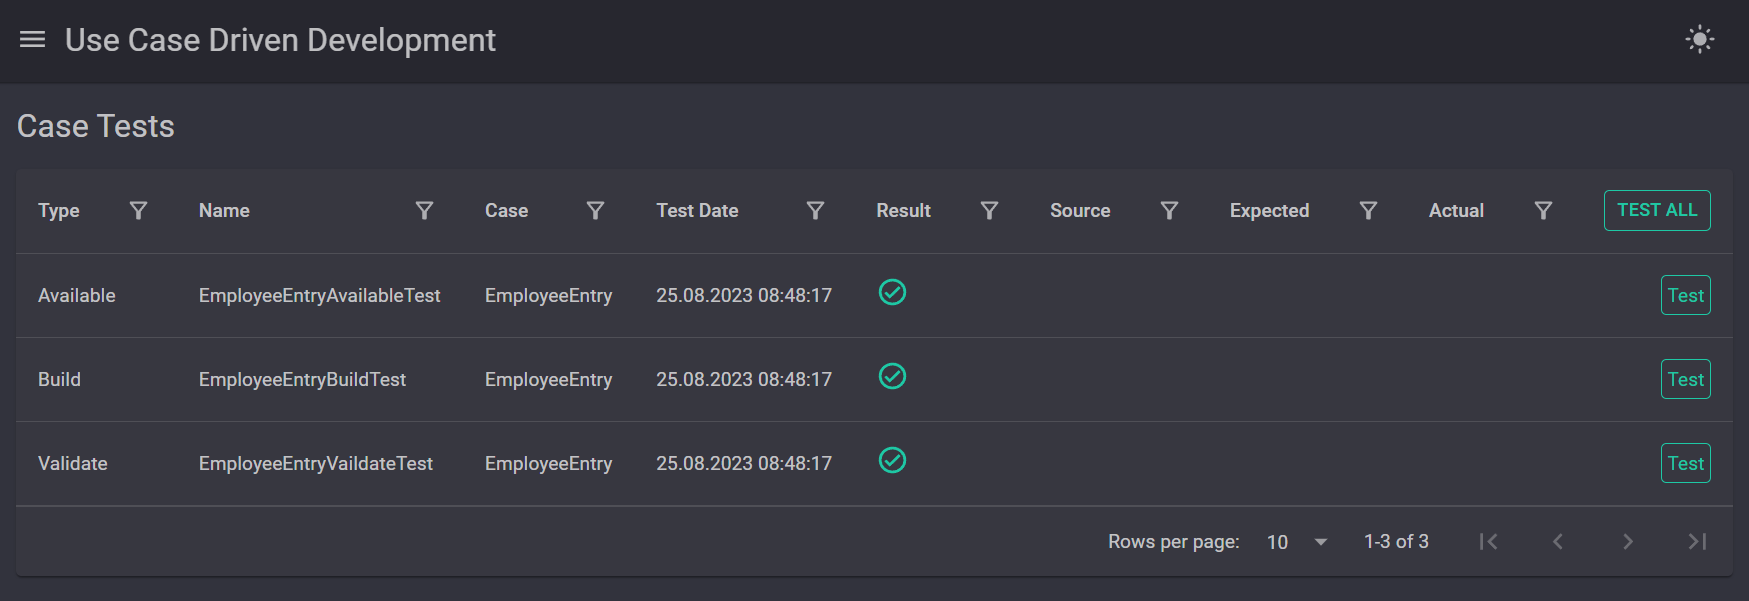 Use Case Driven Development
Case Tests
Type Name Case Test Date Result Source Expected Actual TEST ALL
Available EmployeeEntryAvailableTest EmployeeEntry 25.08.2023 08:48:17 Test
Build EmployeeEntryBuildTest EmployeeEntry 25.08.2023 08:48:17 Test
Validate EmployeeEntryVaildateTest EmployeeEntry 25.08.2023 08:48:17 Test
Rows per page: 10 1-3 of 3